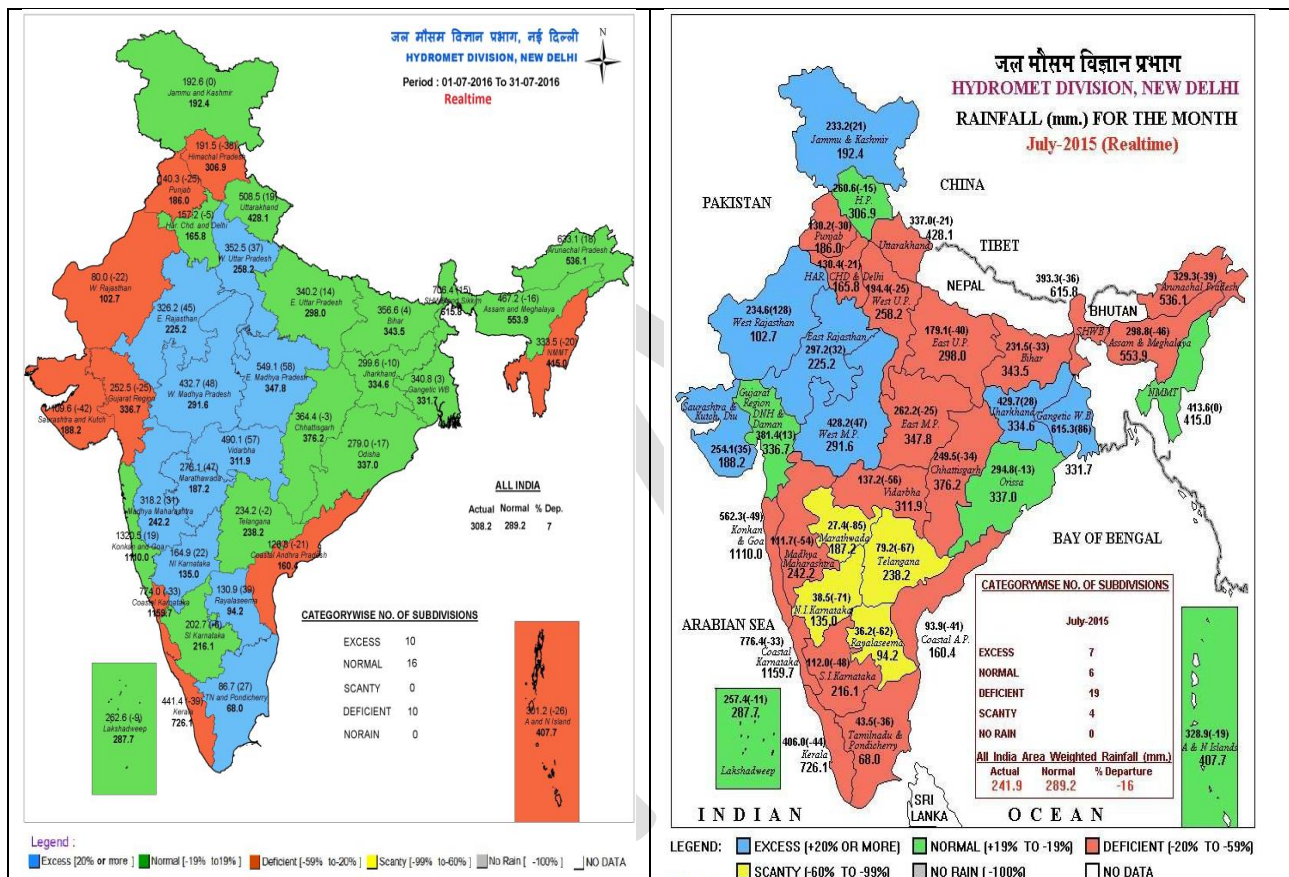 जल मौसम विज्ञान प्रभाग, नई दिल्ली
HYDROMET DIVISION, NEW DELHI
N
Period : 01-07-2016 To 31-07-2016
Realtime
192.6 (0)
Jammu and Kashmir
192.4
191.5 (-38)
Himachal Pradesh
306.9
140.3 (-25)
Punjab
186.0
508.5 (19)
Uttarakhand
428.1
157.2 (-5)
Har. Chd. and Delhi
165.8
352.5 (37)
W. Uttar Pradesh
258.2
633.1 (18)
Arunachal Pradesh
536.1
80.0 (-22)
W. Rajasthan
102.7
340.2 (14)
E. Uttar Pradesh
298.0
706.4 (15)
615.8
467.2 (-16)
Assam and Meghalaya
553.9
326.2 (45)
E. Rajasthan
225.2
356.6 (4)
Bihar
343.5
333.5 (-20)
NMMT
415.0
549.1 (58)
E. Madhya Pradesh
347.8
299.6 (-10)
Jharkhand
334.6
340.8 (3)
Gangetic WB
331.7
252.5 (-25)
Gujarat Region
336.7
432.7 (48)
W. Madhya Pradesh
291.6
109.6 (-42)
Saurashtra and Kutch
188.2
364.4 (-3)
Chhattisgarh
376.2
279.0 (-17)
Odisha
337.0
490.1 (57)
Vidarbha
311.9
276.1 (47)
Marathawada
187.2
318.2 (31)
Madhya Maharashtra
242.2
234.2 (-2)
Telangana
238.2
1320.5 (19)
Konkan and Goa
1110.0
126.8 (-21)
Coastal Andhra Pradesh
160.4
164.9 (22)
NI Karnataka
135.0
774.0 (-33)
Coastal Karnataka
1159.7
130.9 (39)
Rayalaseema
94.2
202.7 (-6)
SI Karnataka
216.1
86.7 (27)
TN and Pondicherry
68.0
441.4 (-39)
Kerala
726.1
262.6 (-9)
Lakshadweep
287.7
301.2 (-26)
A and N Island
407.7
ALL INDIA
Actual Normal % Dep.
308.2 289.2 7
CATEGORYWISE NO. OF SUBDIVISIONS
EXCESS 10
NORMAL 16
SCANTY 0
DEFICIENT 10
NORAIN 0
Legend :
Excess [20% or more ] Normal [-19% to19% ] Deficient [-59% to-20% ] Scanty [-99% to-60% ] No Rain [ -100% ] NO DATA
जल मौसम विज्ञान प्रभाग
HYDROMET DIVISION, NEW DELHI
RAINFALL (mm.) FOR THE MONTH
July-2015 (Realtime)
233.2(21)
Jammu & Kashmir
192.4
CHINA
PAKISTAN
260.6(-15)
H.P.
306.9
130.2(-30)
Punjab
186.0
337.0(-21)
428.1
Uttarakhand
TIBET
130.4(-21)
HAR. CHD & Delhi
165.8
194.4(-25)
West U.P.
258.2
NEPAL
393.3(-36)
615.8
SHWB
BHUTAN
329.3(-39)
Arunachal Pradesh
536.1
298.8(-46)
Assam & Meghalaya
553.9
234.6(128)
West Rajasthan
102.7
East Rajasthan
297.2(32)
225.2
179.1(-40)
East U.P.
298.0
231.5(-33)
Bihar
343.5
NMMT
413.6(0)
415.0
Saurashtra &
Kutch, Diu
254.1(35)
188.2
Gujarat
Region
DNH &
Daman
381.4(13)
336.7
428.2(47)
West M.P.
291.6
262.2(-25)
East M.P.
347.8
429.7(28)
Jharkhand
334.6
Gangetic W.B.
615.3(86)
331.7
249.5(-34)
Chhattisgarh
376.2
294.8(-13)
Orissa
337.0
137.2(-56)
Vidarbha
311.9
562.3(-49)
Konkan
& Goa
1110.0
27.4(-85)
Marathwada
187.2
111.7(-54)
Madhya
Maharashtra
242.2
79.2(-67)
Telangana
238.2
BAY OF BENGAL
38.5(-71)
N.I.Karnataka
135.0
36.2(-62)
Rayalaseema
94.2
93.9(-41)
Coastal A.P.
160.4
ARABIAN SEA
776.4(-33)
Coastal
Karnataka
1159.7
112.0(-48)
S.I.Karnataka
216.1
43.5(-36)
Tamilnadu &
Pondicherry
68.0
406.0(-44)
Kerala
726.1
257.4(-11)
287.7
Lakshadweep
328.9(-19)
A & N Islands
407.7
CATEGORYWISE NO. OF SUBDIVISIONS
July-2015
EXCESS 7
NORMAL 6
DEFICIENT 19
SCANTY 4
NO RAIN 0
All India Area Weighted Rainfall (mm.)
Actual Normal % Departure
241.9 289.2 -16
SRI
LANKA
INDIAN OCEAN
LEGEND: EXCESS (+20% OR MORE) NORMAL (+19% TO -19%) DEFICIENT (-20% TO -59%)
SCANTY (-60% TO -99%) NO RAIN (-100%) NO DATA